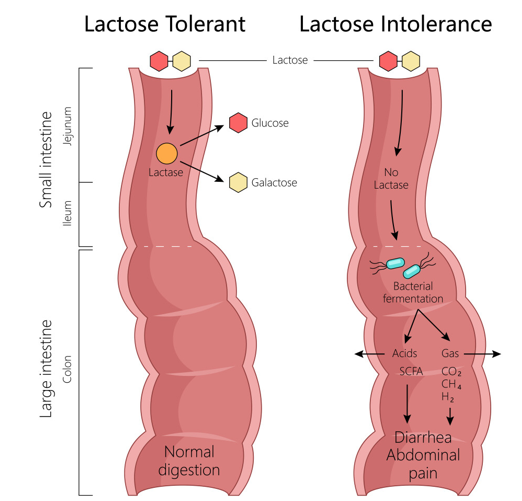 Lactose Tolerant
Lactose Intolerance
Lactose
Small intestine
Jejunum
Ileum
Large intestine
Colon
Glucose
Lactase
Galactose
Normal
digestion
No
Lactase
Bacterial
fermentation
Acids
Gas
SCFA
CO₂
CH₄
H₂
Diarrhea
Abdominal
pain